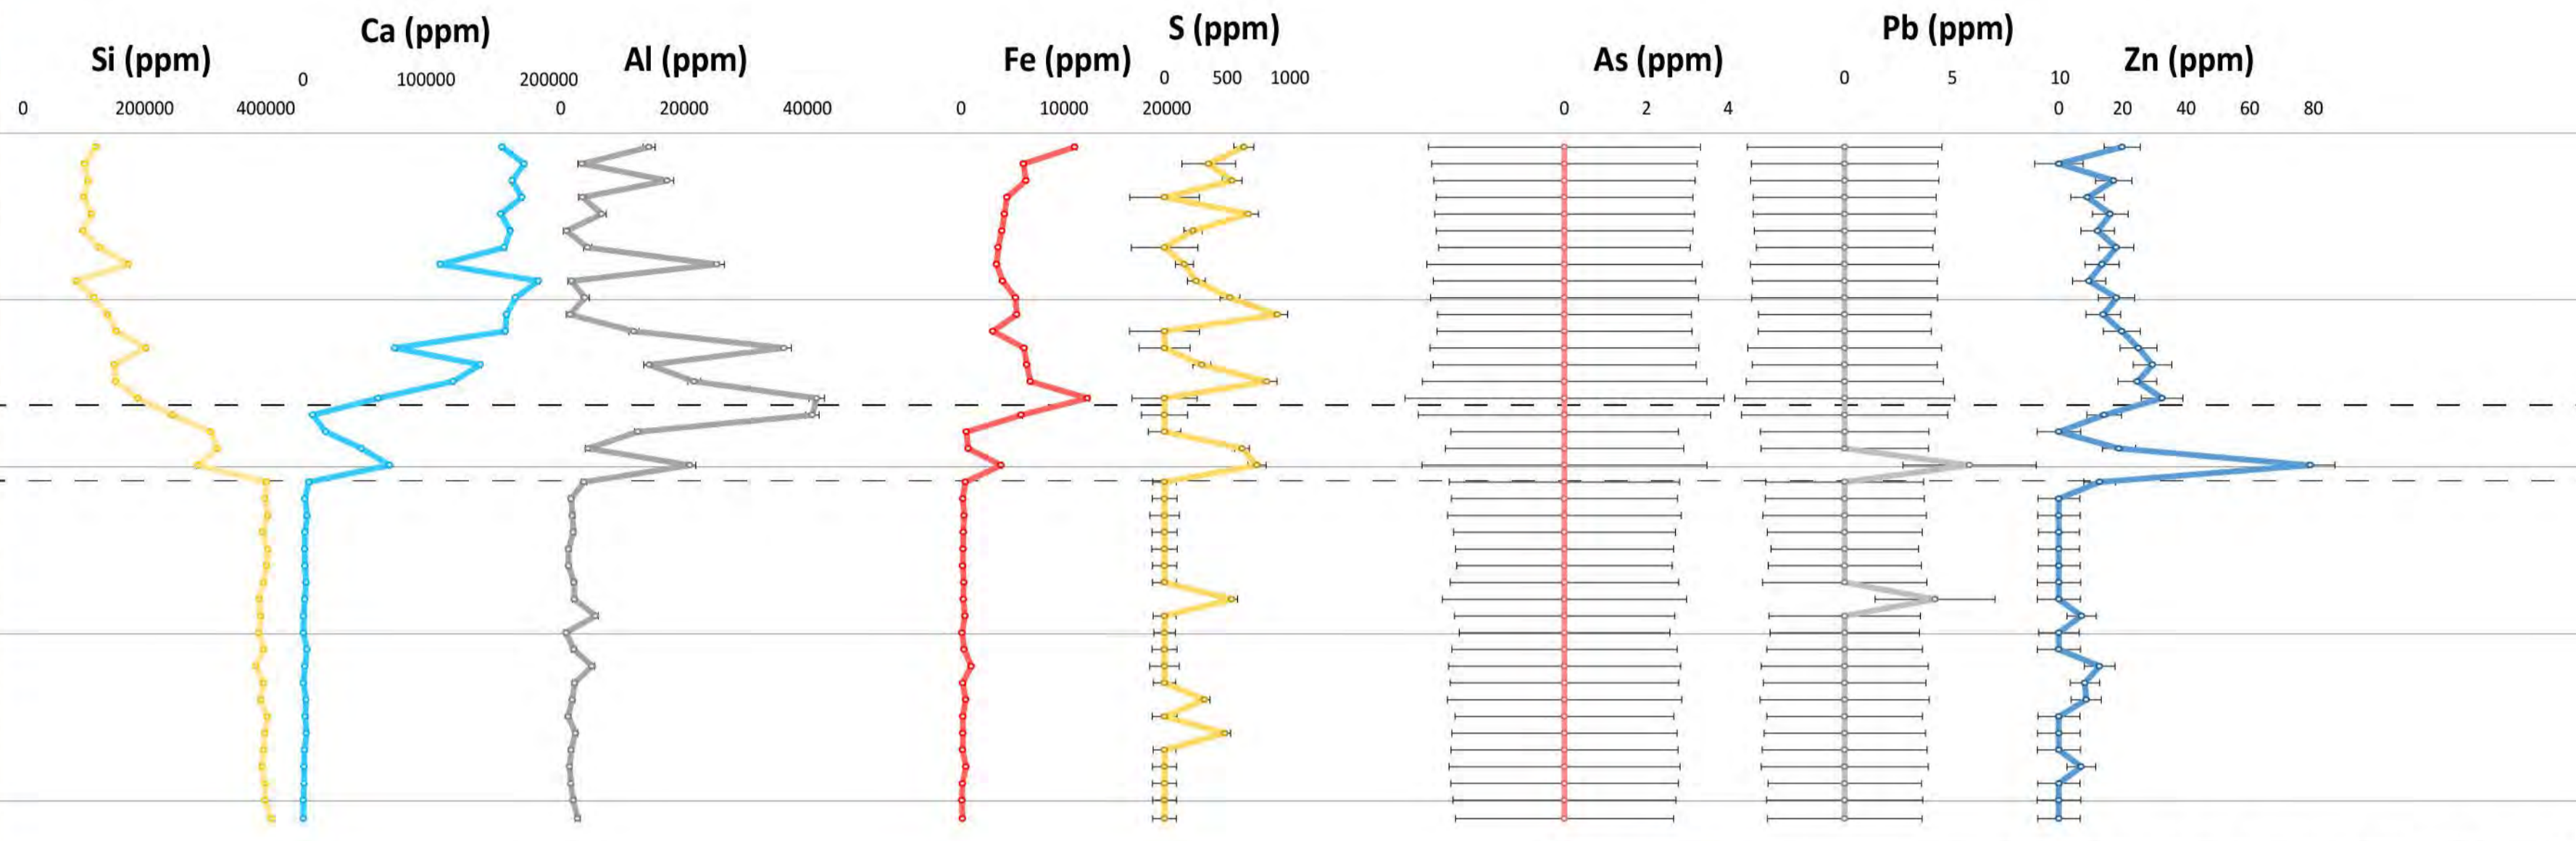 Si (ppm)
0 200000 400000
Ca (ppm)
0 100000 200000
Al (ppm)
0 20000 40000
Fe (ppm)
0 10000 20000
S (ppm)
0 500 1000
As (ppm)
0 2 4
Pb (ppm)
0 5 10
Zn (ppm)
0 20 40 60 80